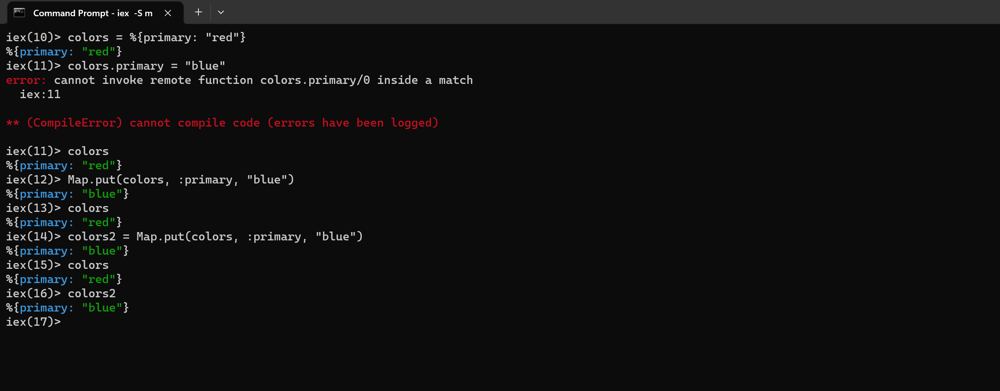 Command Prompt - iex  -S m
iex(10)> colors = %{primary: "red"}
%{primary: "red"}
iex(11)> colors.primary = "blue"
error: cannot invoke remote function colors.primary/0 inside a match
  iex:11
** (CompileError) cannot compile code (errors have been logged)
iex(11)> colors
%{primary: "red"}
iex(12)> Map.put(colors, :primary, "blue")
%{primary: "blue"}
iex(13)> colors
%{primary: "red"}
iex(14)> colors2 = Map.put(colors, :primary, "blue")
%{primary: "blue"}
iex(15)> colors
%{primary: "red"}
iex(16)> colors2
%{primary: "blue"}
iex(17)>